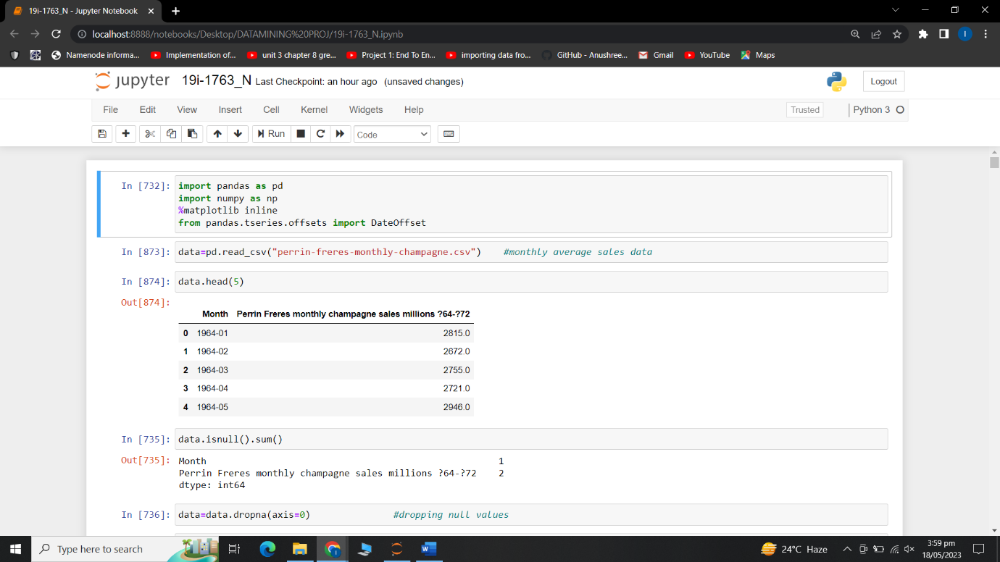 19i-1763_N - Jupyter Notebook
localhost:8888/notebooks/Desktop/DATAMINING%20PROJ/19i-1763_N.ipynb
Namenode informa... Implementation of... unit 3 chapter 8 gre... Project 1: End To En... importing data fro... GitHub - Anushree... Gmail YouTube Maps
jupyter 19i-1763_N Last Checkpoint: an hour ago (unsaved changes) Logout
File Edit View Insert Cell Kernel Widgets Help Trusted Python 3
Run Code
In [732]: import pandas as pd
import numpy as np
%matplotlib inline
from pandas.tseries.offsets import DateOffset
In [873]: data=pd.read_csv("perrin-freres-monthly-champagne.csv") #monthly average sales data
In [874]: data.head(5)
Out[874]:
Month Perrin Freres monthly champagne sales millions ?64-?72
0 1964-01 2815.0
1 1964-02 2672.0
2 1964-03 2755.0
3 1964-04 2721.0
4 1964-05 2946.0
In [735]: data.isnull().sum()
Out[735]: Month 1
Perrin Freres monthly champagne sales millions ?64-?72 2
dtype: int64
In [736]: data=data.dropna(axis=0) #dropping null values
Type here to search 24°C Haze 3:59 pm
18/05/2023